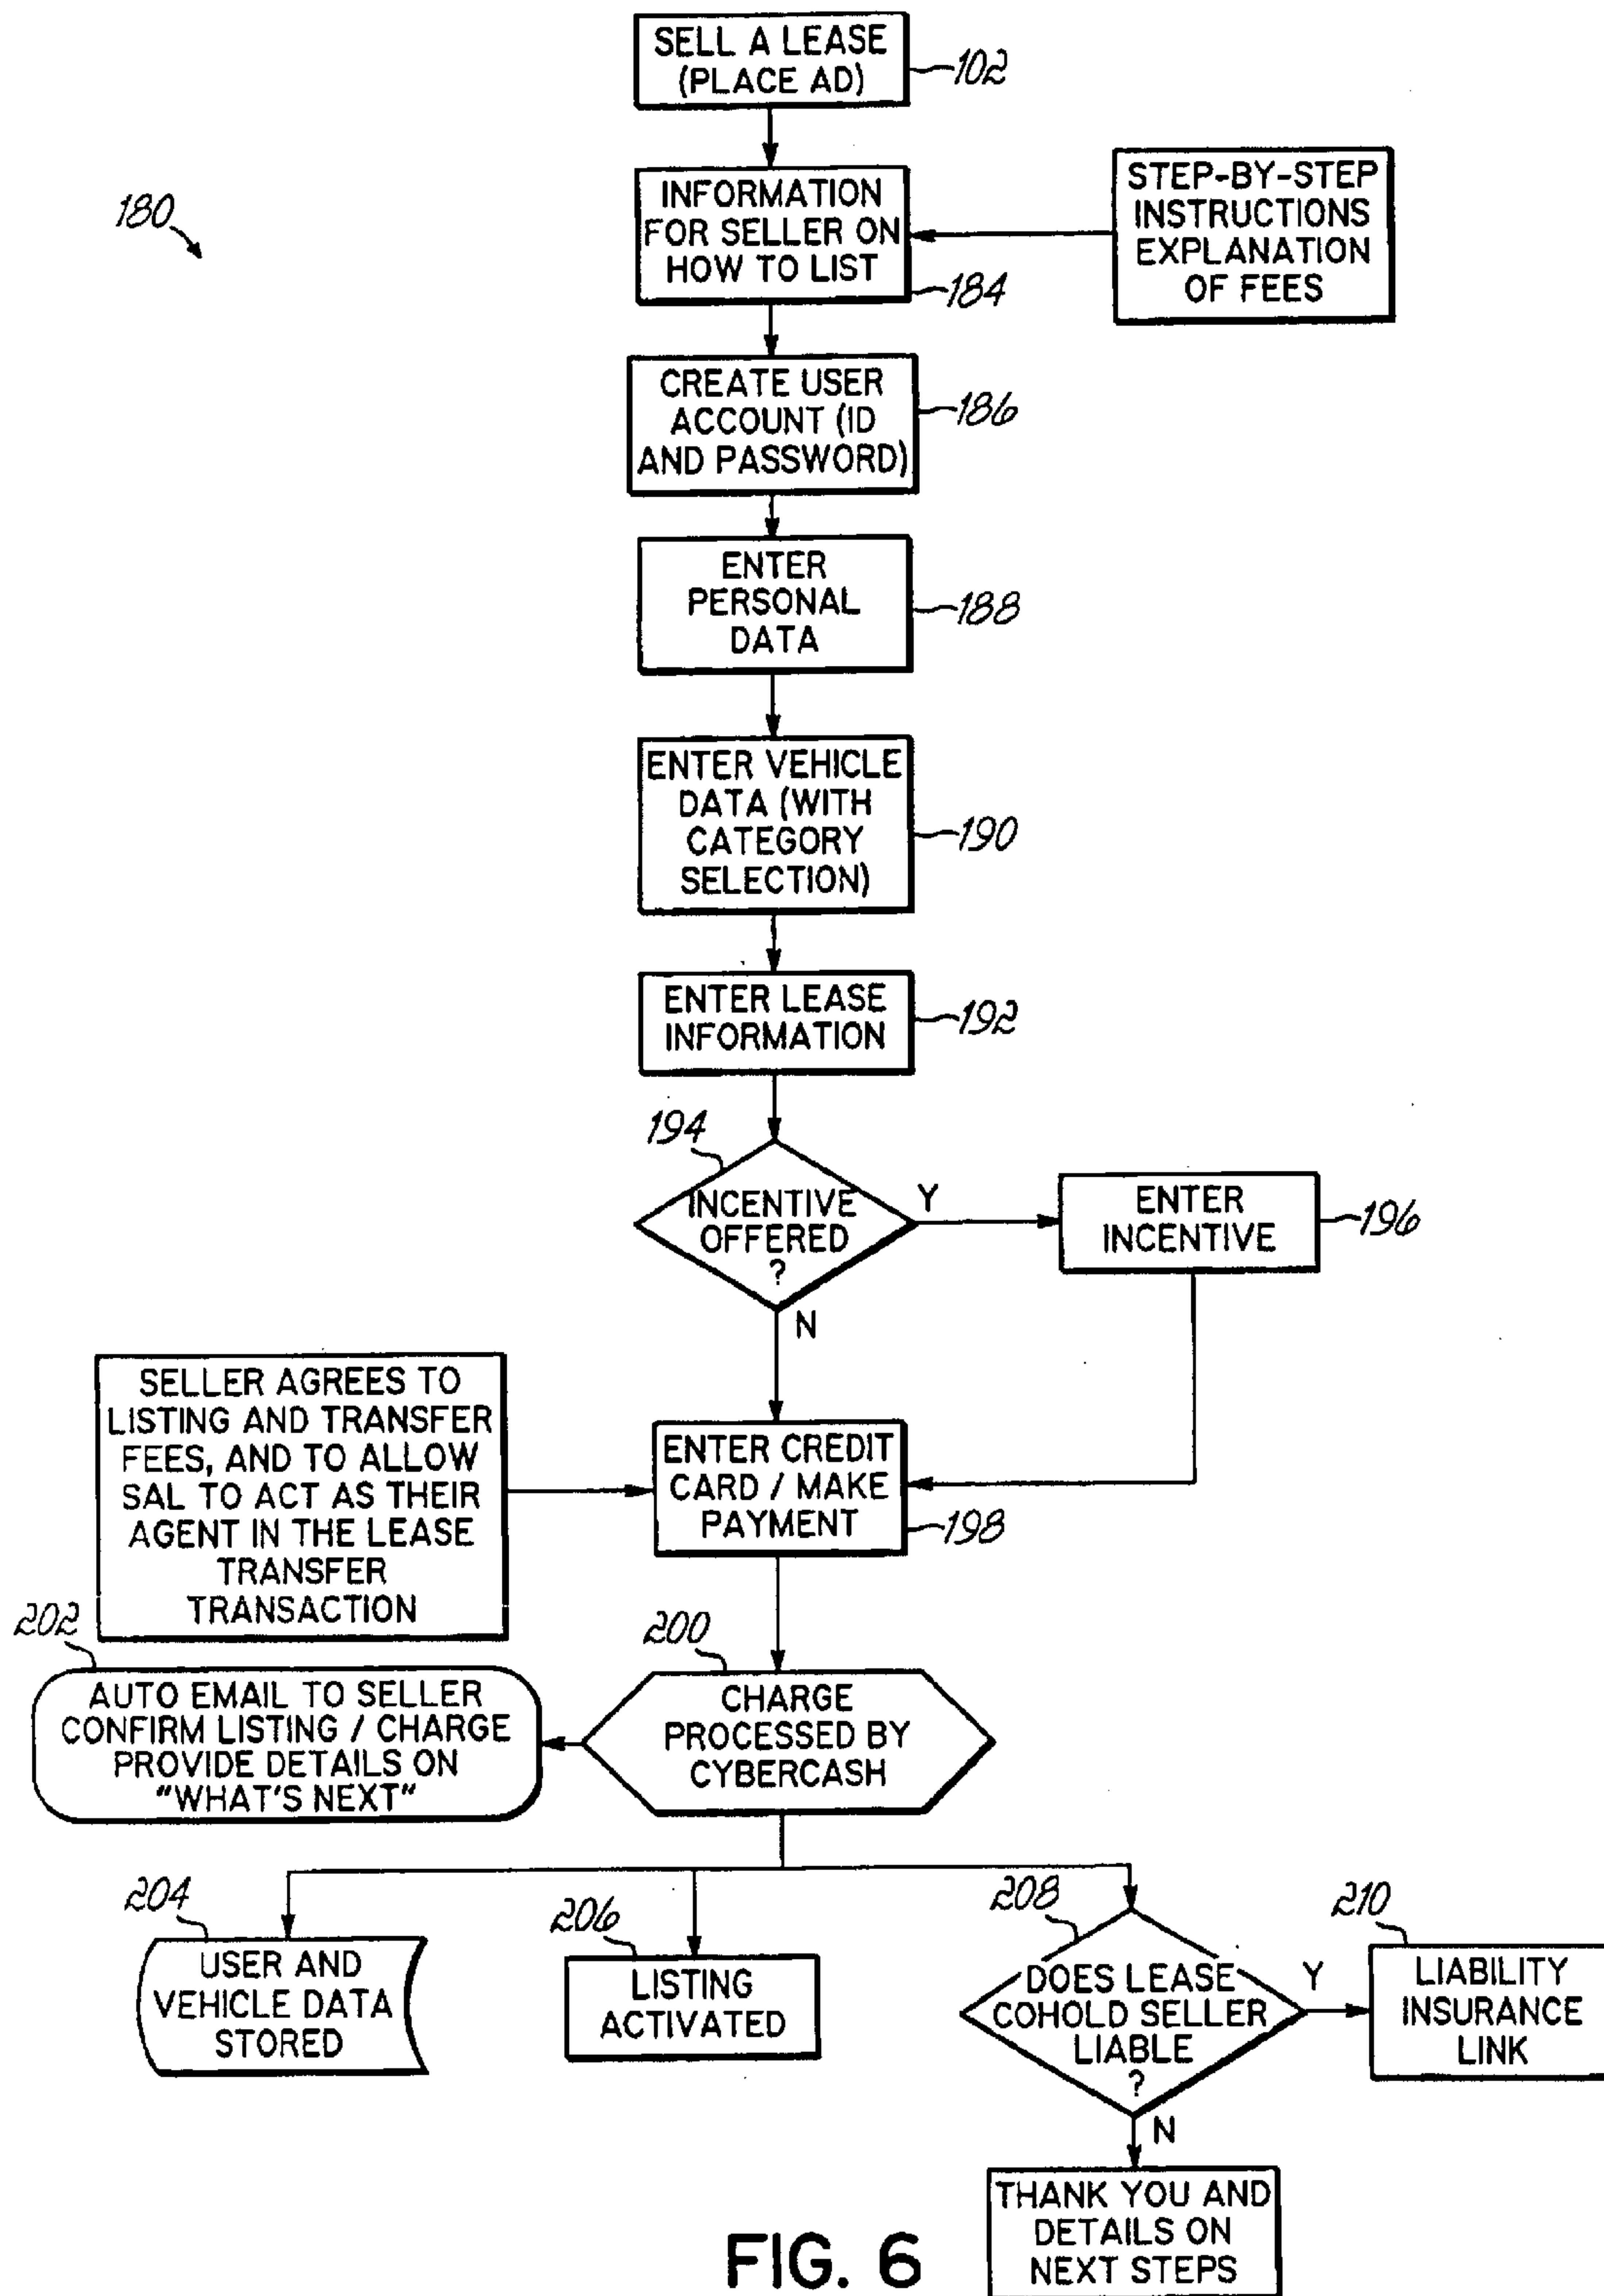 SELL A LEASE
(PLACE AD)
102
180
INFORMATION
FOR SELLER ON
HOW TO LIST
184
STEP-BY-STEP
INSTRUCTIONS
EXPLANATION
OF FEES
CREATE USER
ACCOUNT (ID
AND PASSWORD)
186
ENTER
PERSONAL
DATA
188
ENTER VEHICLE
DATA (WITH
CATEGORY
SELECTION)
190
ENTER LEASE
INFORMATION
192
194
INCENTIVE
OFFERED
?
Y
N
ENTER
INCENTIVE
196
SELLER AGREES TO
LISTING AND TRANSFER
FEES, AND TO ALLOW
SAL TO ACT AS THEIR
AGENT IN THE LEASE
TRANSFER
TRANSACTION
ENTER CREDIT
CARD / MAKE
PAYMENT
198
202
AUTO EMAIL TO SELLER
CONFIRM LISTING / CHARGE
PROVIDE DETAILS ON
"WHAT'S NEXT"
200
CHARGE
PROCESSED BY
CYBERCASH
204
USER AND
VEHICLE DATA
STORED
206
LISTING
ACTIVATED
208
DOES LEASE
COHOLD SELLER
LIABLE
?
Y
N
210
LIABILITY
INSURANCE
LINK
THANK YOU AND
DETAILS ON
NEXT STEPS
FIG. 6